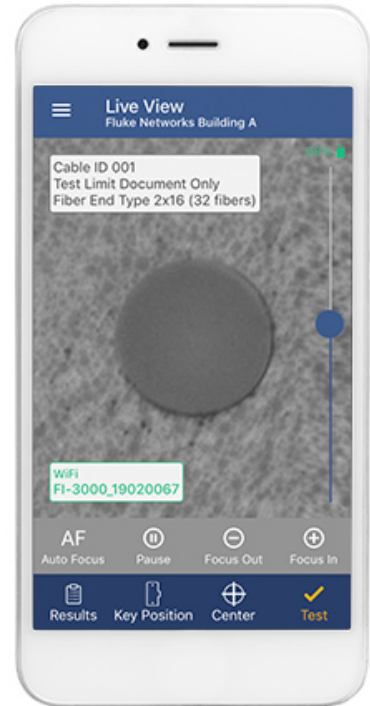 Live View
Fluke Networks Building A
Cable ID 001
Test Limit Document Only
Fiber End Type 2x16 (32 fibers)
WiFi
FI-3000_19020067
AF
Auto Focus
Pause
Focus Out
Focus In
Results
Key Position
Center
Test